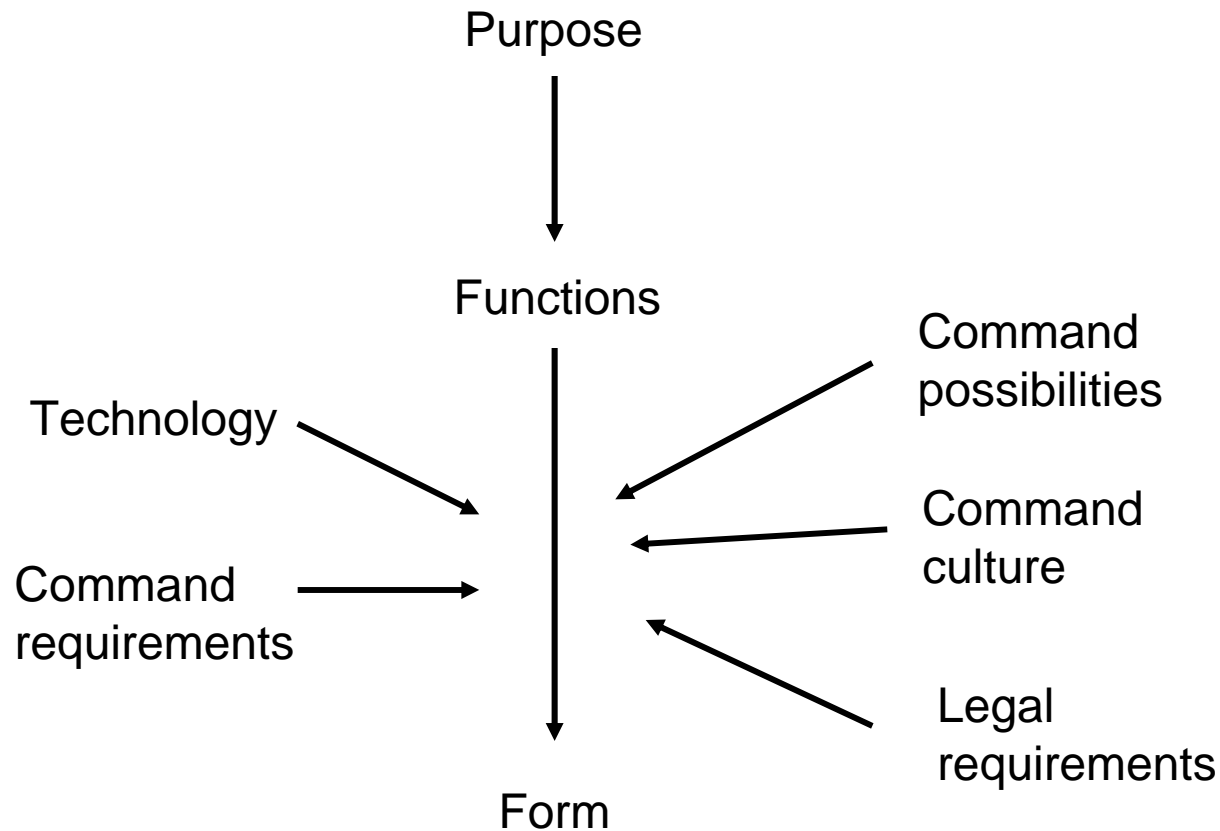 Purpose
Functions
Command
possibilities
Technology
Command
culture
Command
requirements
Legal
requirements
Form